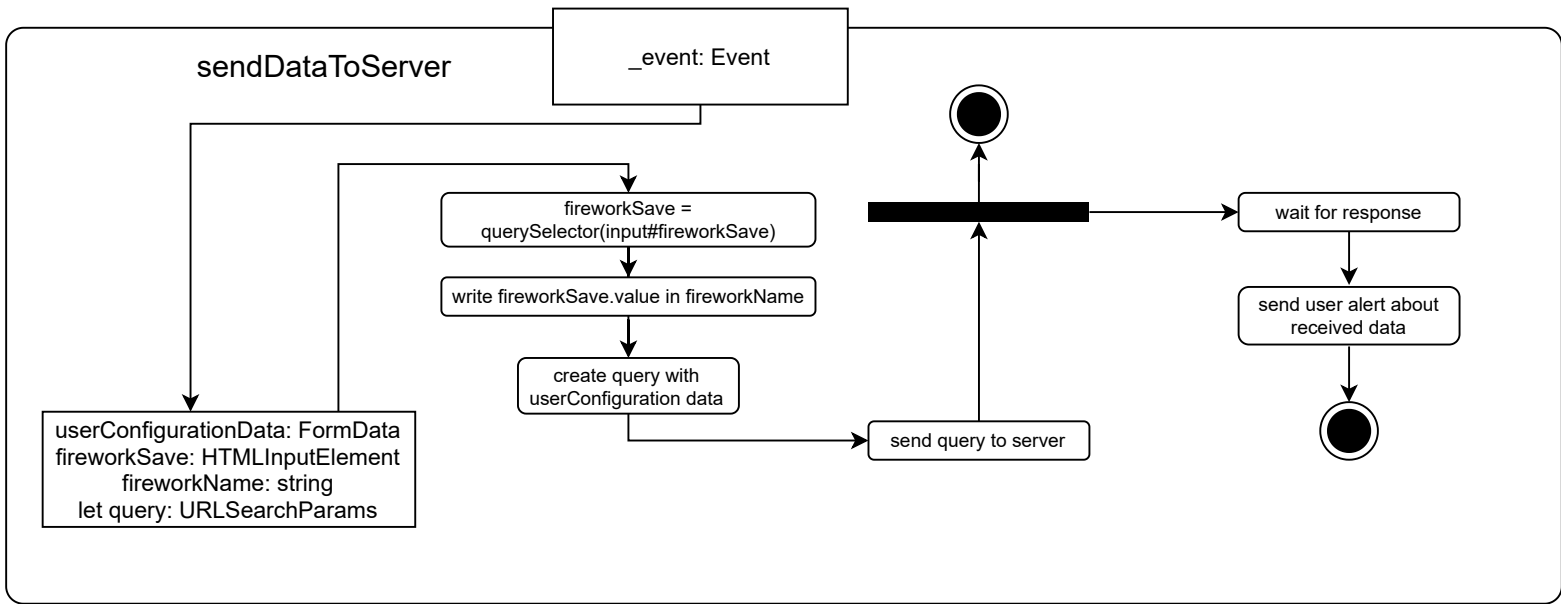 sendDataToServer
_event: Event
fireworkSave =
querySelector(input#fireworkSave)
write fireworkSave.value in fireworkName
create query with
userConfiguration data
userConfigurationData: FormData
fireworkSave: HTMLInputElement
fireworkName: string
let query: URLSearchParams
send query to server
wait for response
send user alert about
received data